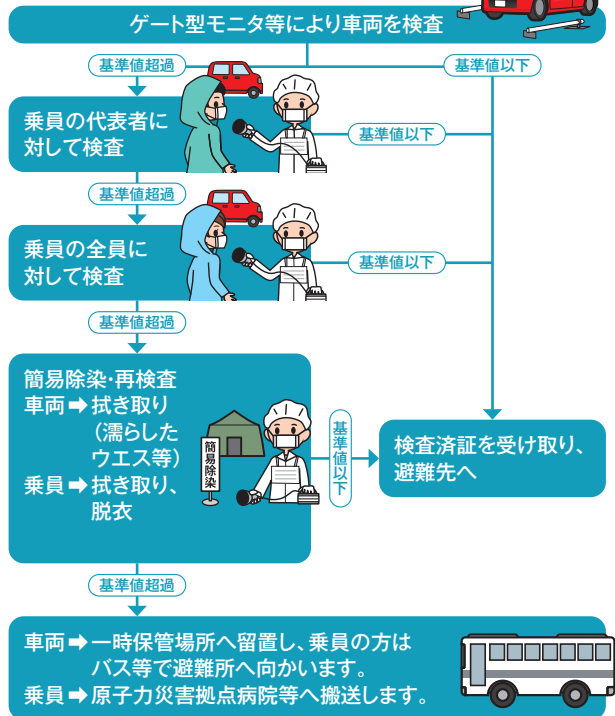 ゲート型モニタ等により車両を検査
基準値超過
基準値以下
乗員の代表者に
対して検査
基準値以下
基準値超過
乗員の全員に
対して検査
基準値以下
基準値超過
簡易除染・再検査
車両➡拭き取り
(濡らした
ウエス等)
乗員➡拭き取り、
脱衣
簡易除染
基準値以下
検査済証を受け取り、
避難先へ
基準値超過
車両➡一時保管場所へ留置し、乗員の方は
バス等で避難所へ向かいます。
乗員➡原子力災害拠点病院等へ搬送します。